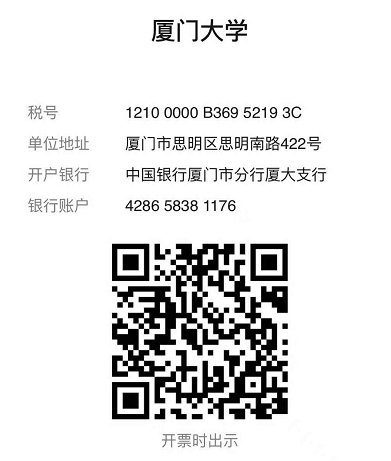 厦门大学
税号 1210 0000 B369 5219 3C
单位地址 厦门市思明区思明南路422号
开户银行 中国银行厦门市分行厦大支行
银行账户 4286 5838 1176
开票时出示